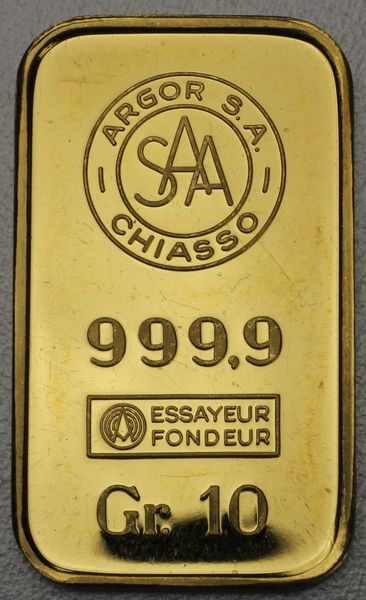 ARGOR S.A.
SAA
CHIASSO
999,9
ESSAYEUR
FONDEUR
Gr. 10